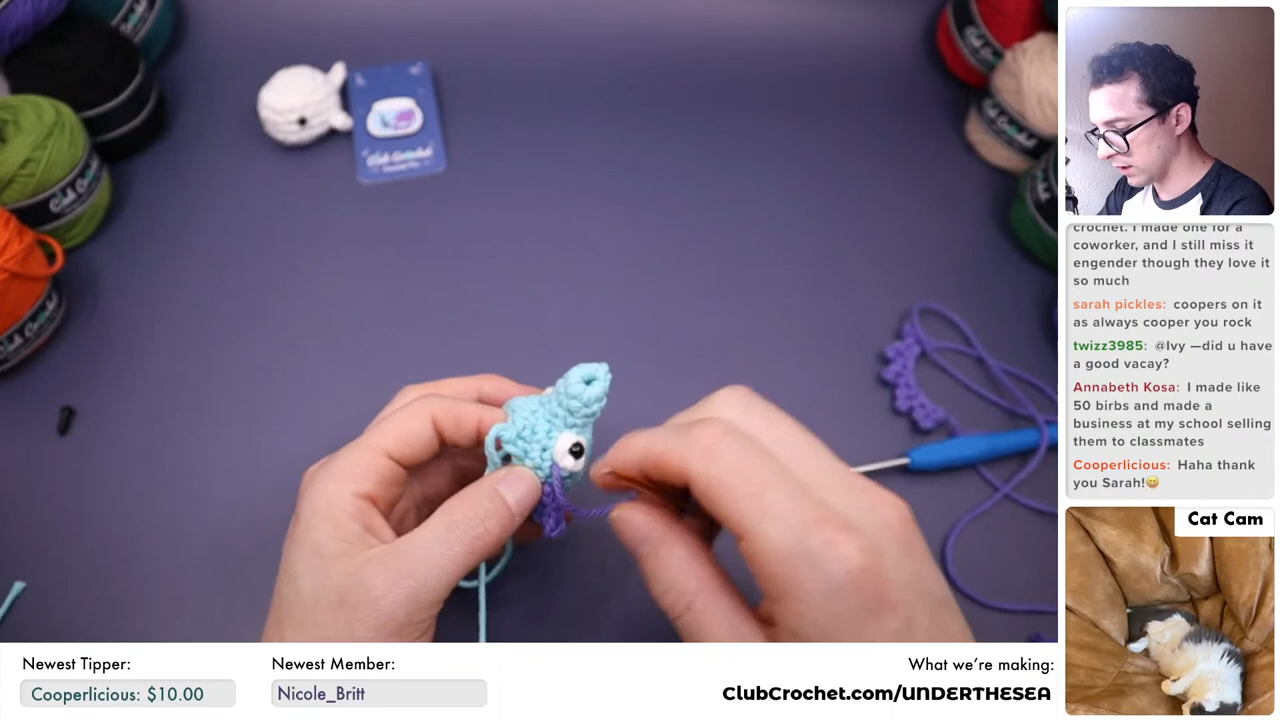 Club Crochet
crochet. I made one for a
coworker, and I still miss it
engender though they love it
so much
sarah pickles: coopers on it
as always cooper you rock
twizz3985: @Ivy —did u have
a good vacay?
Annabeth Kosa: I made like
50 birbs and made a
business at my school selling
them to classmates
Cooperlicious: Haha thank
you Sarah!😄
Cat Cam
Newest Tipper:
Cooperlicious: $10.00
Newest Member:
Nicole_Britt
What we're making:
ClubCrochet.com/UNDERTHESEA